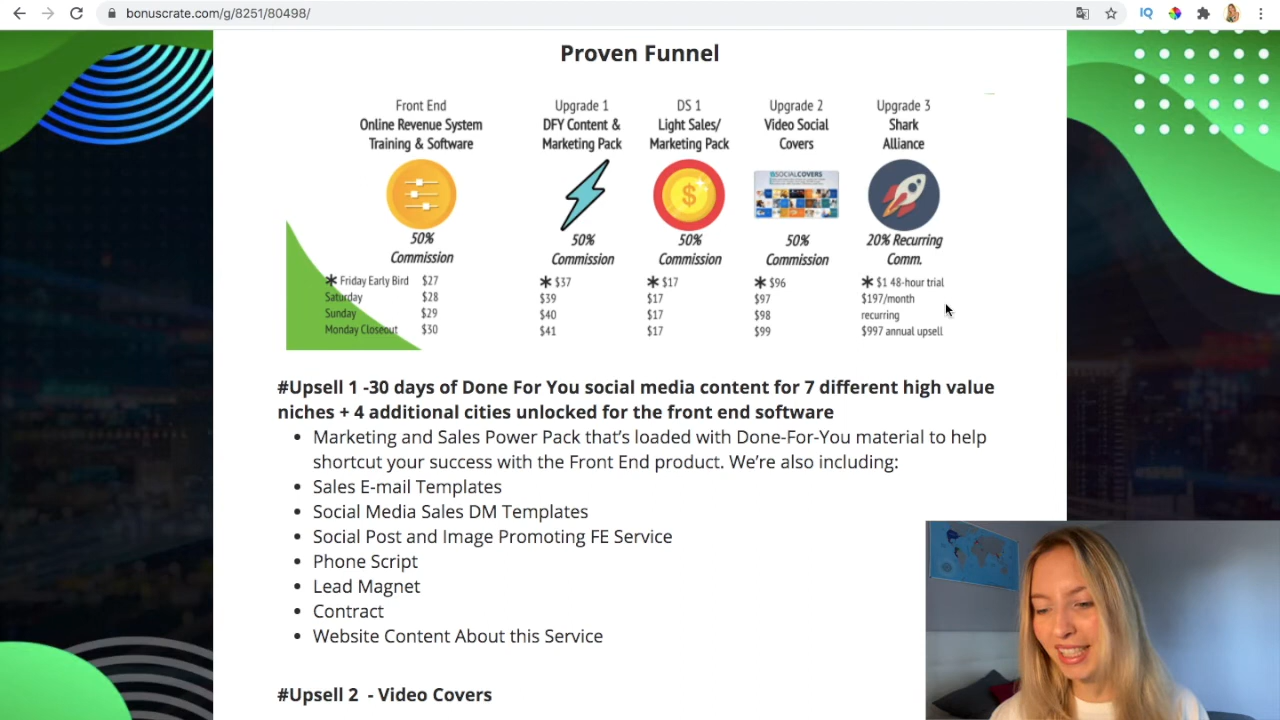 bonuscrate.com/g/8251/80498/
Proven Funnel
Front End
Online Revenue System
Training & Software
50%
Commission
Friday Early Bird $27
Saturday $28
Sunday $29
Monday Closeout $30
Upgrade 1
DFY Content &
Marketing Pack
50%
Commission
* $37
$39
$40
$41
DS 1
Light Sales/
Marketing Pack
$
50%
Commission
* $17
$17
$17
$17
Upgrade 2
Video Social
Covers
SOCIALCOVERS
50%
Commission
* $96
$97
$98
$99
Upgrade 3
Shark
Alliance
20% Recurring
Comm.
* $1 48-hour trial
$197/month
recurring
$997 annual upsell
#Upsell 1 -30 days of Done For You social media content for 7 different high value
niches + 4 additional cities unlocked for the front end software
• Marketing and Sales Power Pack that's loaded with Done-For-You material to help
shortcut your success with the Front End product. We're also including:
• Sales E-mail Templates
• Social Media Sales DM Templates
• Social Post and Image Promoting FE Service
• Phone Script
• Lead Magnet
• Contract
• Website Content About this Service
#Upsell 2 - Video Covers